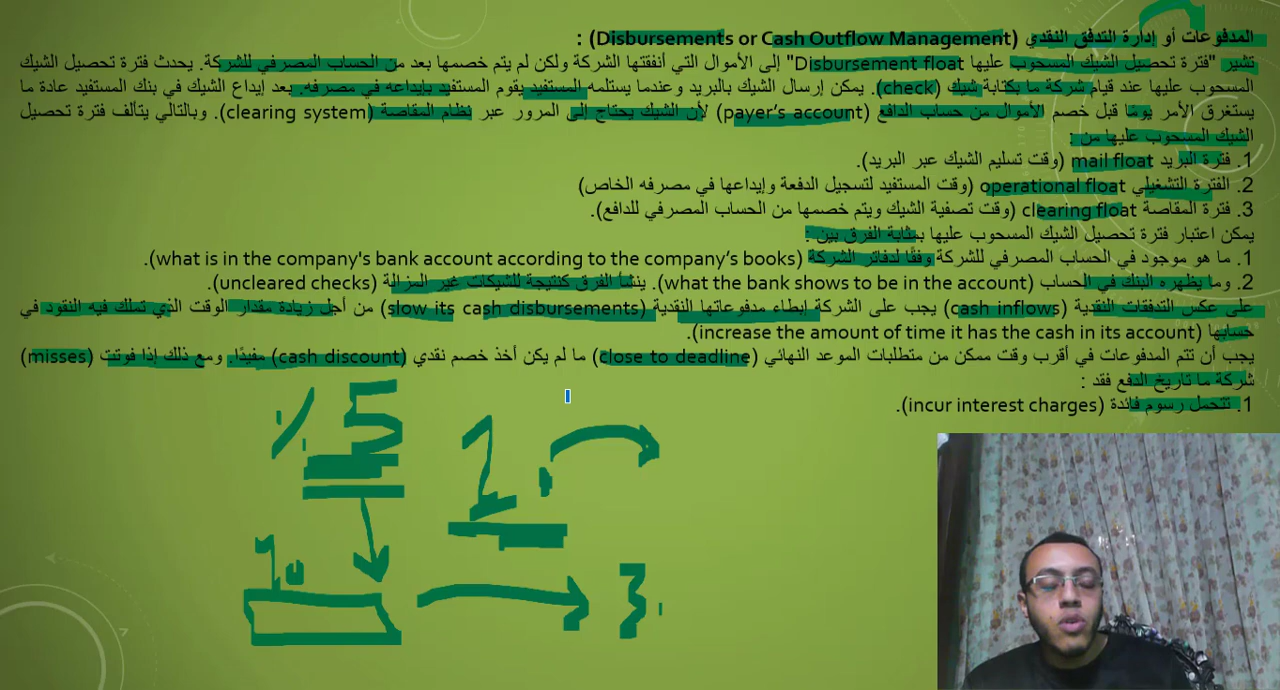 المدفوعات أو إدارة التدفق النقدي (Disbursements or Cash Outflow Management) :
تشير "فترة تحصيل الشيك المسحوب عليها Disbursement float" إلى الأموال التي أنفقتها الشركة ولكن لم يتم خصمها بعد من الحساب المصرفي للشركة. يحدث فترة تحصيل الشيك
المسحوب عليها عند قيام شركة ما بكتابة شيك (check). يمكن إرسال الشيك بالبريد وعندما يستلمه المستفيد يقوم المستفيد بإيداعه في مصرفه. بعد إيداع الشيك في بنك المستفيد عادة ما
يستغرق الأمر يومًا قبل خصم الأموال من حساب الدافع (payer's account) لأن الشيك يحتاج إلى المرور عبر نظام المقاصة (clearing system). وبالتالي يتألف فترة تحصيل
الشيك المسحوب عليها من :
1. فترة البريد mail float (وقت تسليم الشيك عبر البريد).
2. الفترة التشغيلي operational float (وقت المستفيد لتسجيل الدفعة وإيداعها في مصرفه الخاص)
3. فترة المقاصة clearing float (وقت تصفية الشيك ويتم خصمها من الحساب المصرفي للدافع).
يمكن اعتبار فترة تحصيل الشيك المسحوب عليها بمثابة الفرق بين :
1. ما هو موجود في الحساب المصرفي للشركة وفقًا لدفاتر الشركة (what is in the company's bank account according to the company's books).
2. وما يظهره البنك في الحساب (what the bank shows to be in the account). ينشأ الفرق كنتيجة للشيكات غير المزالة (uncleared checks).
على عكس التدفقات النقدية (cash inflows) يجب على الشركة إبطاء مدفوعاتها النقدية (slow its cash disbursements) من أجل زيادة مقدار الوقت الذي تملك فيه النقود في
حسابها (increase the amount of time it has the cash in its account).
يجب أن تتم المدفوعات في أقرب وقت ممكن من متطلبات الموعد النهائي (close to deadline) ما لم يكن أخذ خصم نقدي (cash discount) مفيدًا. ومع ذلك إذا فوتت (misses)
شركة ما تاريخ الدفع فقد :
1. تتحمل رسوم فائدة (incur interest charges).